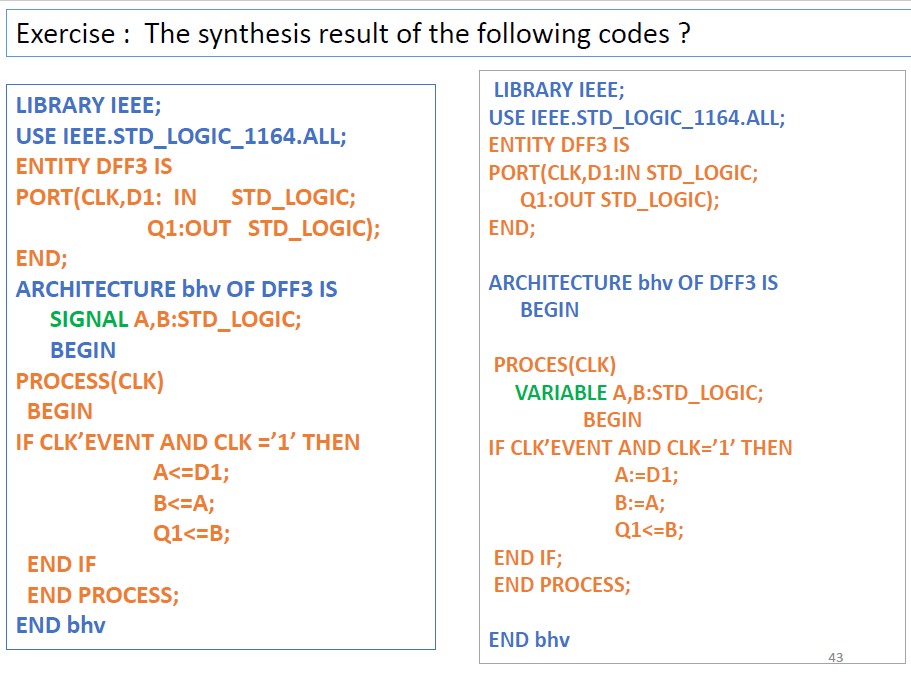 Exercise : The synthesis result of the following codes ?
LIBRARY IEEE;
USE IEEE.STD_LOGIC_1164.ALL;
ENTITY DFF3 IS
PORT(CLK,D1: IN STD_LOGIC;
Q1:OUT STD_LOGIC);
END;
ARCHITECTURE bhv OF DFF3 IS
SIGNAL A,B:STD_LOGIC;
BEGIN
PROCESS(CLK)
BEGIN
IF CLK’EVENT AND CLK =’1’ THEN
A<=D1;
B<=A;
Q1<=B;
END IF
END PROCESS;
END bhv
LIBRARY IEEE;
USE IEEE.STD_LOGIC_1164.ALL;
ENTITY DFF3 IS
PORT(CLK,D1:IN STD_LOGIC;
Q1:OUT STD_LOGIC);
END;
ARCHITECTURE bhv OF DFF3 IS
BEGIN
PROCES(CLK)
VARIABLE A,B:STD_LOGIC;
BEGIN
IF CLK’EVENT AND CLK=’1’ THEN
A:=D1;
B:=A;
Q1<=B;
END IF;
END PROCESS;
END bhv
43